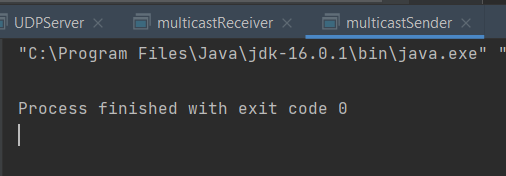 UDPServer multicastReceiver multicastSender
"C:\Program Files\Java\jdk-16.0.1\bin\java.exe" "
Process finished with exit code 0